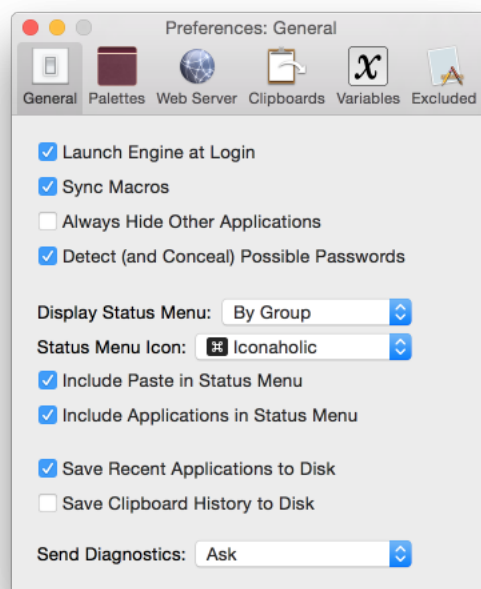 Preferences: General
General Palettes Web Server Clipboards Variables Excluded
Launch Engine at Login
Sync Macros
Always Hide Other Applications
Detect (and Conceal) Possible Passwords
Display Status Menu: By Group
Status Menu Icon: ⌘ Iconaholic
Include Paste in Status Menu
Include Applications in Status Menu
Save Recent Applications to Disk
Save Clipboard History to Disk
Send Diagnostics: Ask